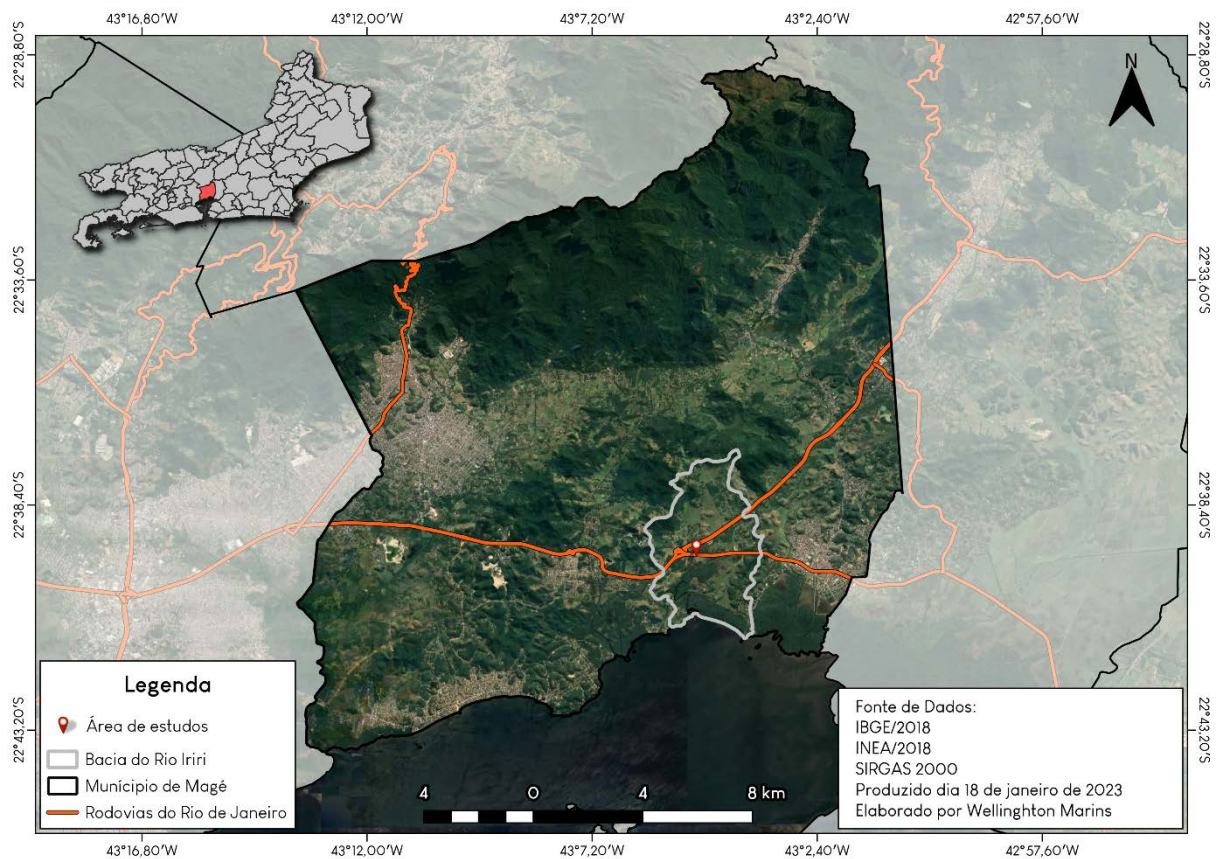 43°16,80'W 43°12,00'W 43°7,20'W 43°2,40'W 42°57,60'W
22°28,80'S 22°28,80'S
N
22°33,60'S 22°33,60'S
22°38,40'S 22°38,40'S
22°43,20'S 22°43,20'S
Legenda
Área de estudos
Bacia do Rio Iriri
Munícipio de Magé
Rodovias do Rio de Janeiro
4 0 4 8 km
Fonte de Dados:
IBGE/2018
INEA/2018
SIRGAS 2000
Produzido dia 18 de janeiro de 2023
Elaborado por Wellinghton Marins
43°16,80'W 43°12,00'W 43°7,20'W 43°2,40'W 42°57,60'W